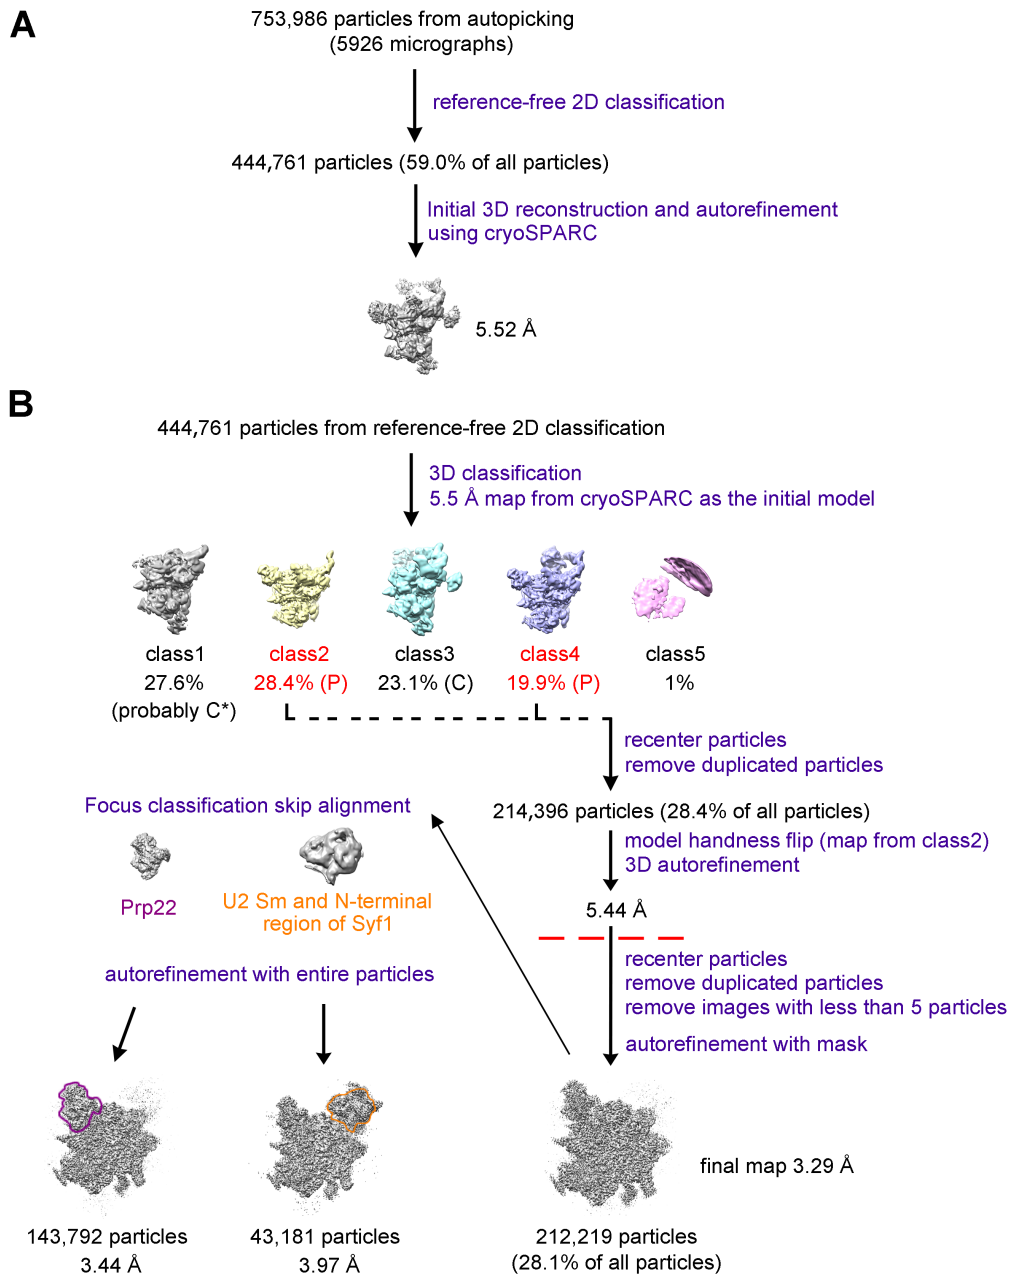 A
753,986 particles from autopicking
(5926 micrographs)
reference-free 2D classification
444,761 particles (59.0% of all particles)
Initial 3D reconstruction and autorefinement
using cryoSPARC
5.52 Å
B
444,761 particles from reference-free 2D classification
3D classification
5.5 Å map from cryoSPARC as the initial model
class1
27.6%
(probably C*)
class2
28.4% (P)
class3
23.1% (C)
class4
19.9% (P)
class5
1%
recenter particles
remove duplicated particles
214,396 particles (28.4% of all particles)
model handness flip (map from class2)
3D autorefinement
5.44 Å
recenter particles
remove duplicated particles
remove images with less than 5 particles
autorefinement with mask
final map 3.29 Å
212,219 particles
(28.1% of all particles)
Focus classification skip alignment
Prp22
U2 Sm and N-terminal
region of Syf1
autorefinement with entire particles
143,792 particles
3.44 Å
43,181 particles
3.97 Å